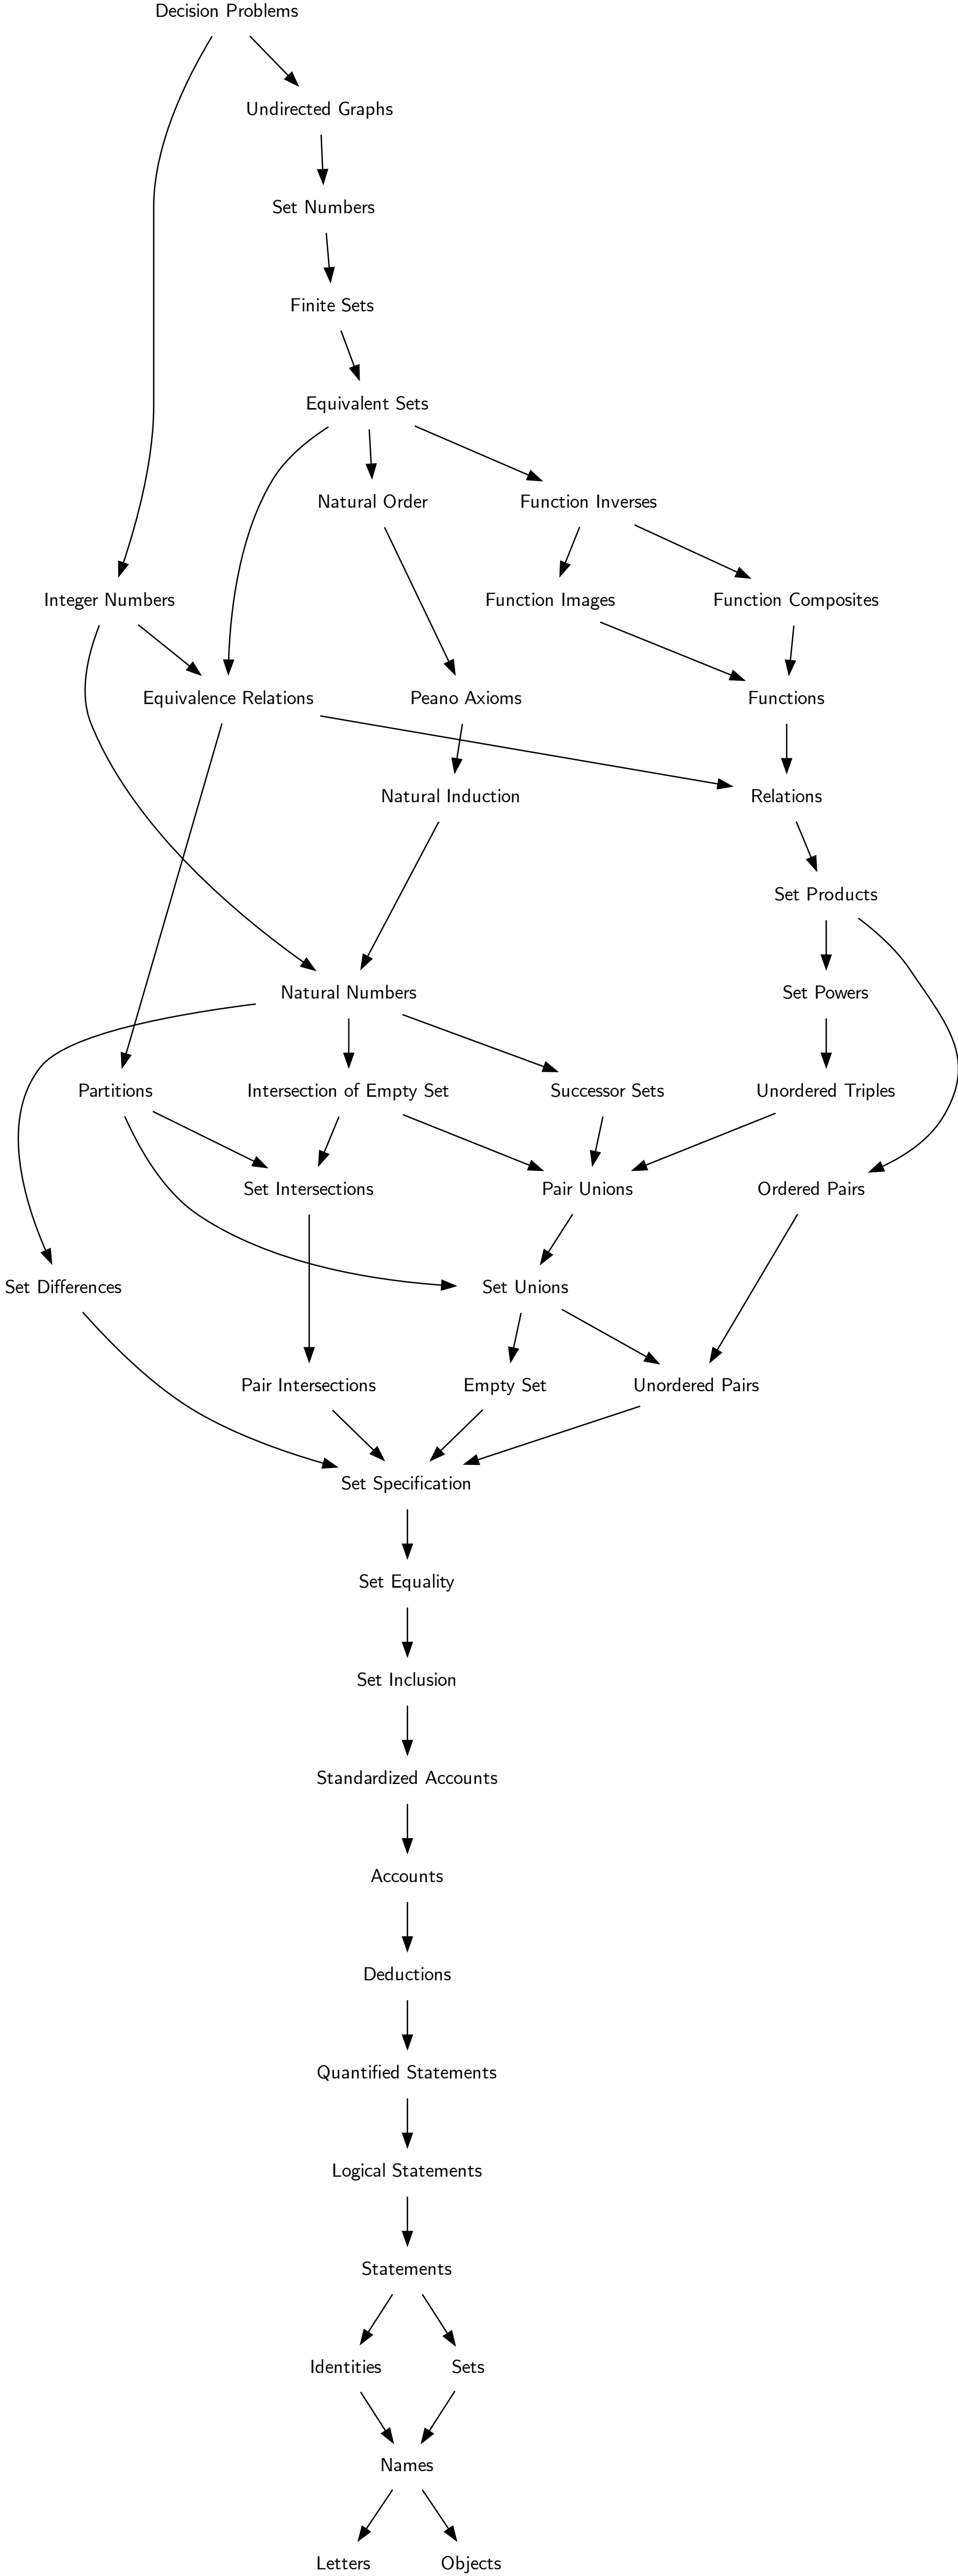 Decision Problems
Undirected Graphs
Set Numbers
Finite Sets
Equivalent Sets
Natural Order
Function Inverses
Integer Numbers
Function Images
Function Composites
Equivalence Relations
Peano Axioms
Functions
Natural Induction
Relations
Set Products
Natural Numbers
Set Powers
Partitions
Intersection of Empty Set
Successor Sets
Unordered Triples
Set Intersections
Pair Unions
Ordered Pairs
Set Differences
Set Unions
Pair Intersections
Empty Set
Unordered Pairs
Set Specification
Set Equality
Set Inclusion
Standardized Accounts
Accounts
Deductions
Quantified Statements
Logical Statements
Statements
Identities
Sets
Names
Letters
Objects